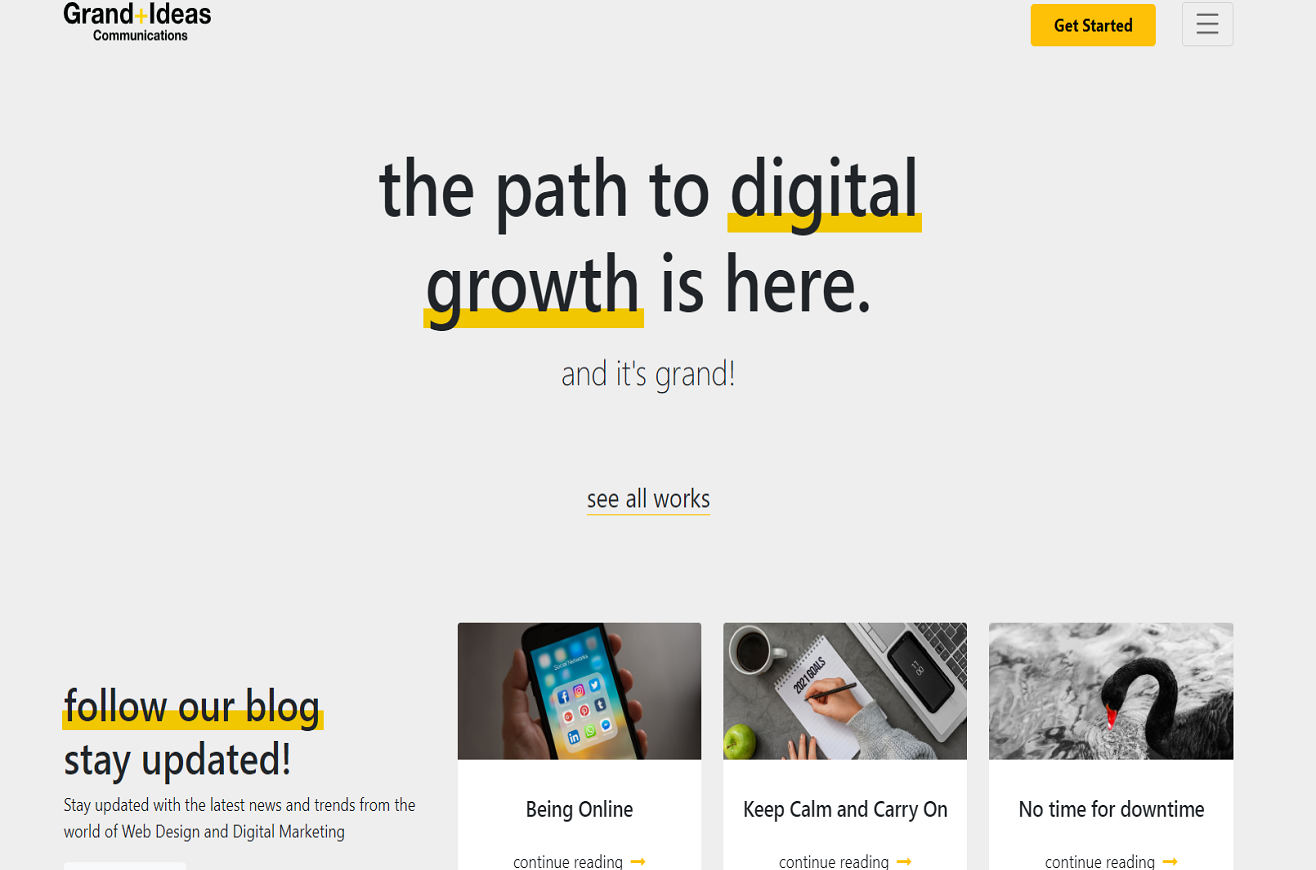 Grand+Ideas
Communications
Get Started
the path to digital
growth is here.
and it's grand!
see all works
follow our blog
stay updated!
Stay updated with the latest news and trends from the
world of Web Design and Digital Marketing
Social Networks
2021 GOALS
Being Online
continue reading
Keep Calm and Carry On
continue reading
No time for downtime
continue reading